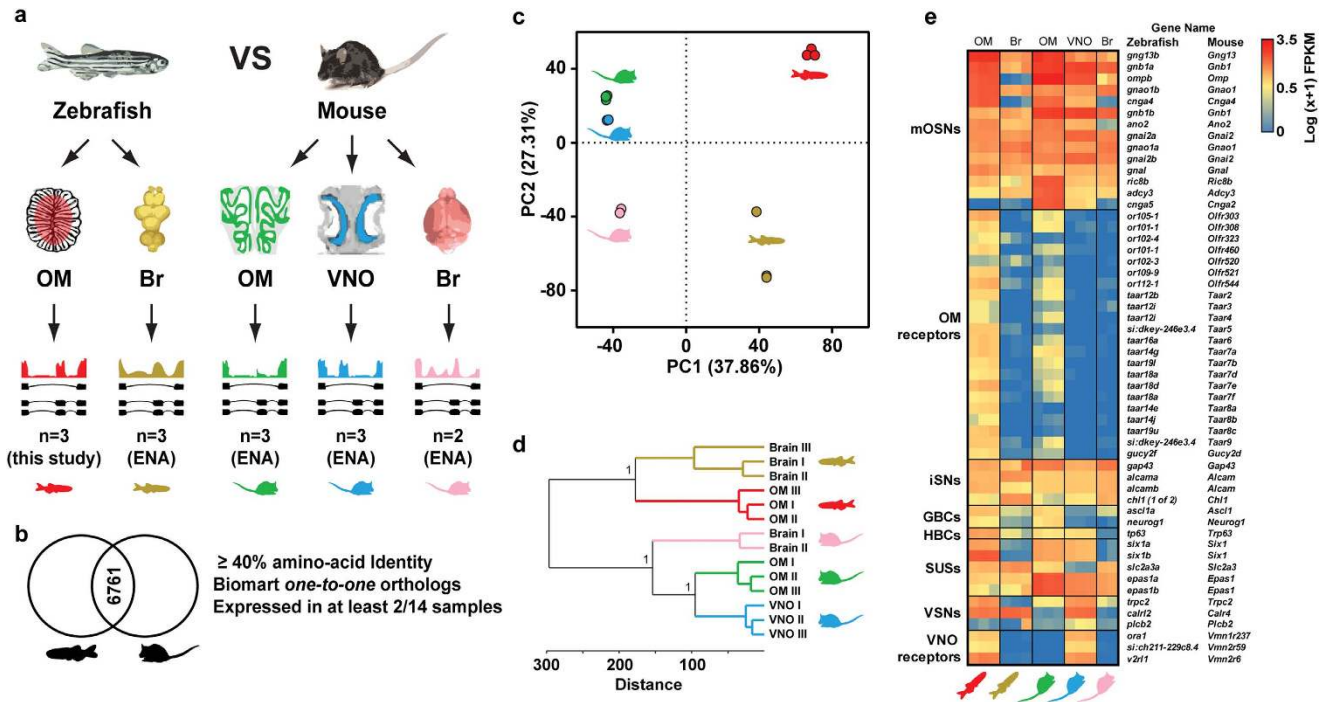 a
Zebrafish
VS
Mouse
OM
Br
OM
VNO
Br
n=3
(this study)
n=3
(ENA)
n=3
(ENA)
n=3
(ENA)
n=2
(ENA)
b
6761
≥ 40% amino-acid Identity
Biomart one-to-one orthologs
Expressed in at least 2/14 samples
c
PC2 (27.31%)
40
0
-40
-80
-40
0
40
80
PC1 (37.86%)
d
Brain III
Brain I
Brain II
OM III
OM I
OM II
Brain I
Brain II
OM I
OM II
OM III
VNO I
VNO II
VNO III
1
1
1
300
200
100
Distance
e
Gene Name
OM Br OM VNO Br Zebrafish Mouse
mOSNs
gng13b Gng13
gnb1a Gnb1
ompb Omp
gnao1b Gnao1
cnga4 Cnga4
gnb1b Gnb1
ano2 Ano2
gnai2a Gnai2
gnao1a Gnao1
gnai2b Gnai2
gnal Gnal
ric8b Ric8b
adcy3 Adcy3
cnga5 Cnga2
OM
receptors
or105-1 Olfr303
or101-1 Olfr308
or102-4 Olfr323
or101-1 Olfr460
or102-3 Olfr520
or109-9 Olfr521
or112-1 Olfr544
taar12b Taar2
taar12i Taar3
taar12i Taar4
si:dkey-246e3.4 Taar5
taar16a Taar6
taar14g Taar7a
taar19l Taar7b
taar18a Taar7d
taar18d Taar7e
taar18a Taar7f
taar14e Taar8a
taar14j Taar8b
taar19u Taar8c
si:dkey-246e3.4 Taar9
gucy2f Gucy2d
iSNs
gap43 Gap43
alcama Alcam
alcamb Alcam
chl1 (1 of 2) Chl1
GBCs
ascl1a Ascl1
neurog1 Neurog1
HBCs
tp63 Trp63
SUSs
six1a Six1
six1b Six1
slc2a3a Slc2a3
epas1a Epas1
epas1b Epas1
VSNs
trpc2 Trpc2
calrl2 Calr4
plcb2 Plcb2
VNO
receptors
ora1 Vmn1r237
si:ch211-229c8.4 Vmn2r59
v2rl1 Vmn2r6
3.5
0.5
0
Log (x+1) FPKM